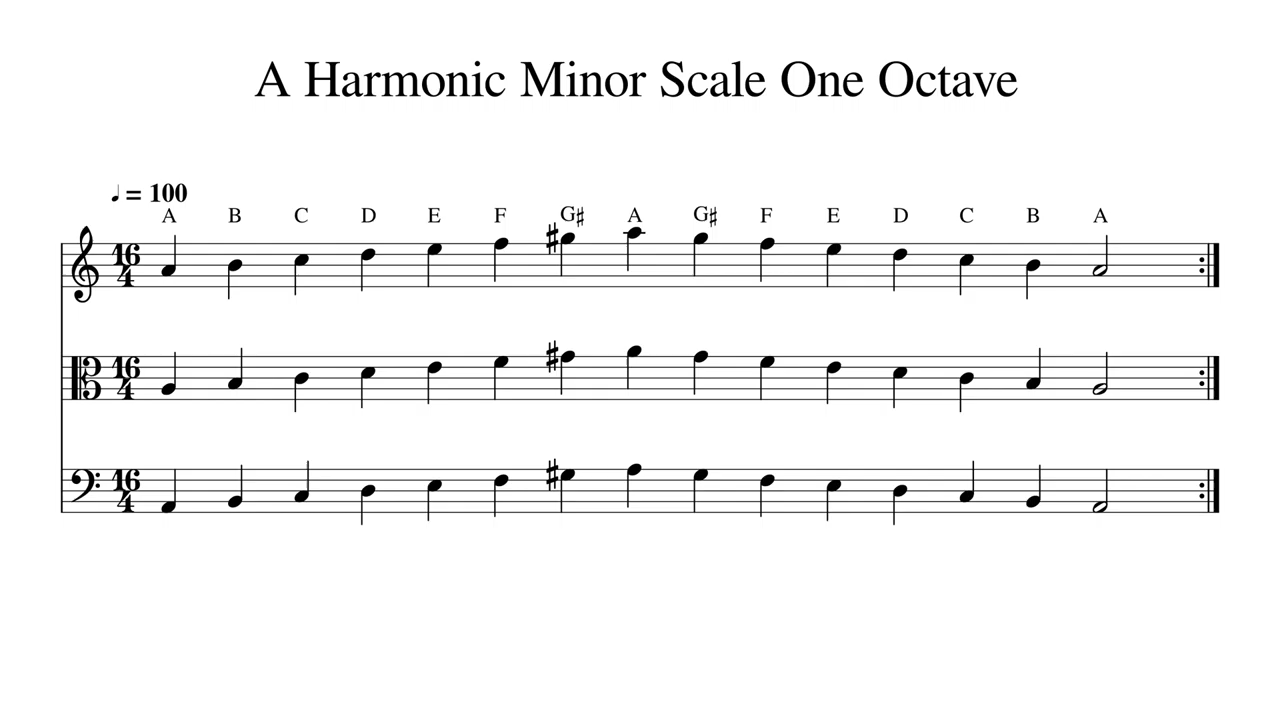 A Harmonic Minor Scale One Octave
♩ = 100
A B C D E F G♯ A G♯ F E D C B A
16
4
16
4
16
4